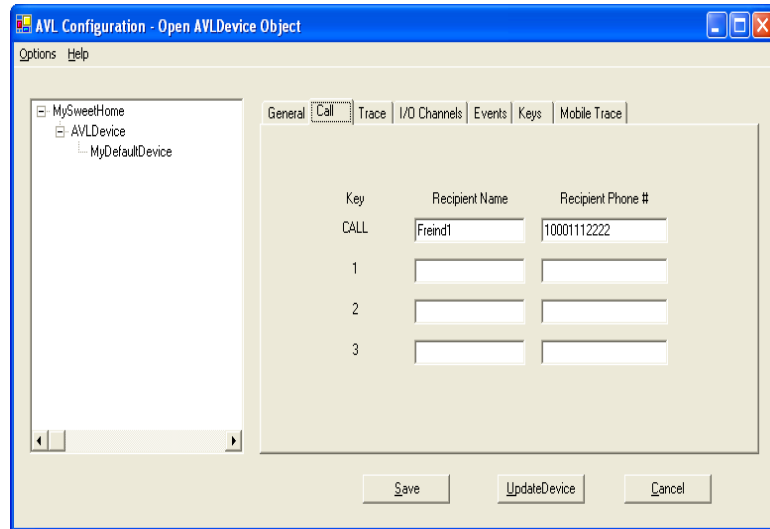 AVL Configuration - Open AVLDevice Object
Options Help
MySweetHome
AVLDevice
MyDefaultDevice
General Call Trace I/O Channels Events Keys Mobile Trace
Key Recipient Name Recipient Phone #
CALL Freind1 10001112222
1
2
3
Save UpdateDevice Cancel